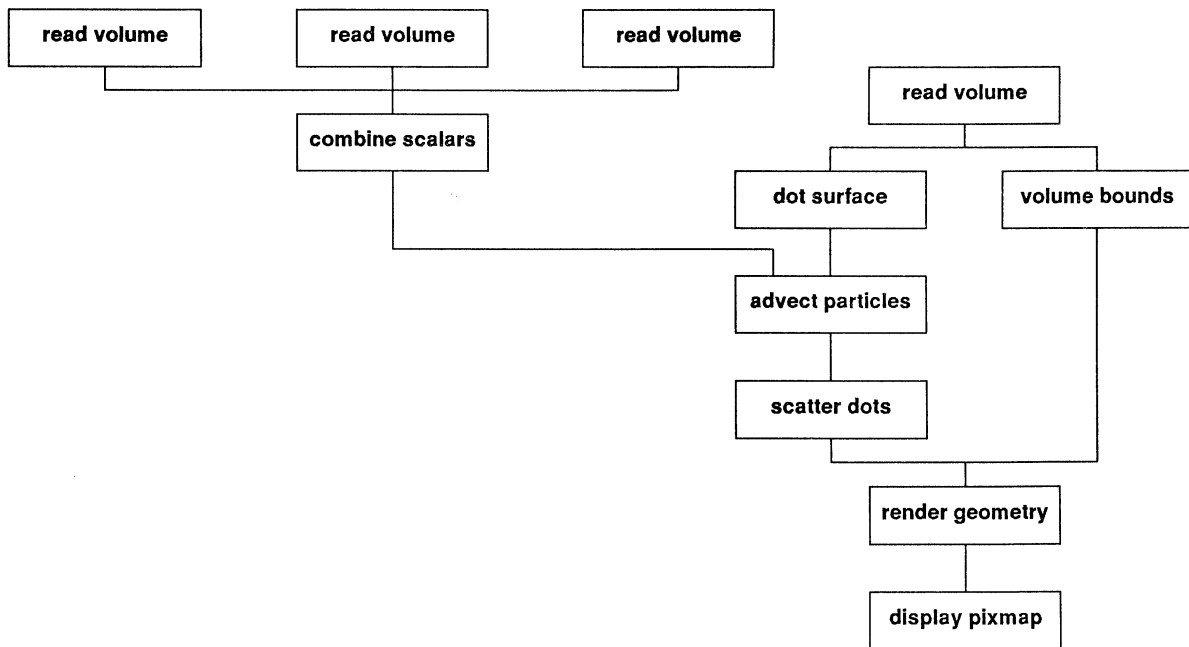 read volume
read volume
read volume
read volume
combine scalars
dot surface
volume bounds
advect particles
scatter dots
render geometry
display pixmap